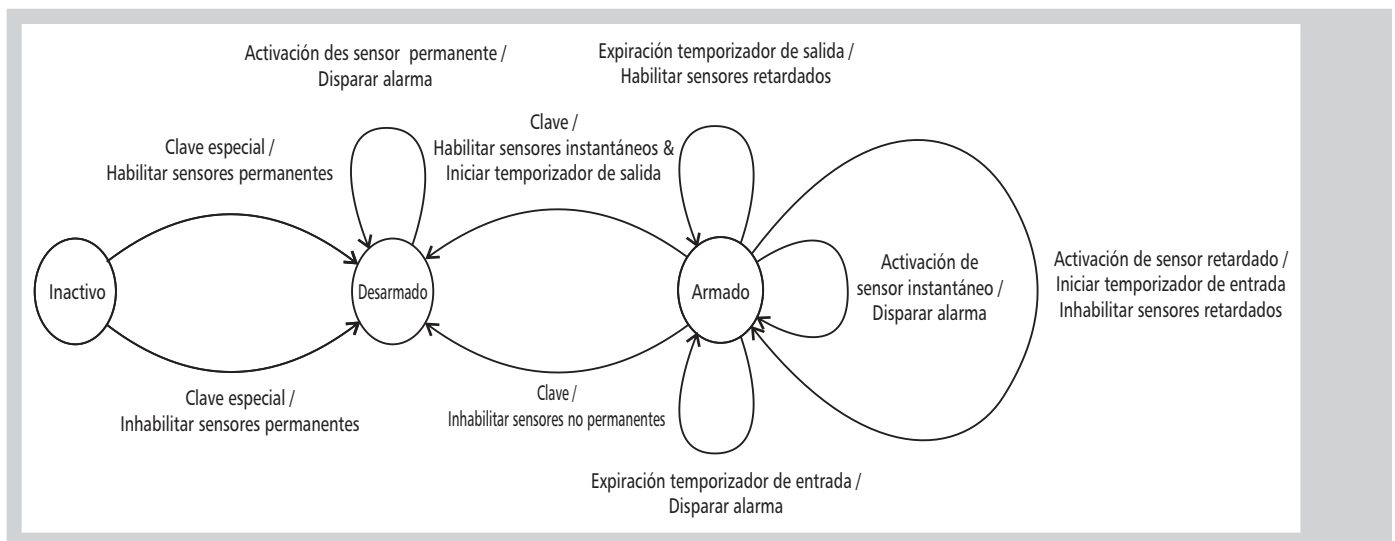 Activación des sensor permanente /
Disparar alarma
Expiración temporizador de salida /
Habilitar sensores retardados
Clave especial /
Habilitar sensores permanentes
Clave /
Habilitar sensores instantáneos &
Iniciar temporizador de salida
Inactivo
Desarmado
Armado
Activación de
sensor instantáneo /
Disparar alarma
Activación de sensor retardado /
Iniciar temporizador de entrada
Inhabilitar sensores retardados
Clave especial /
Inhabilitar sensores permanentes
Clave /
Inhabilitar sensores no permanentes
Expiración temporizador de entrada /
Disparar alarma